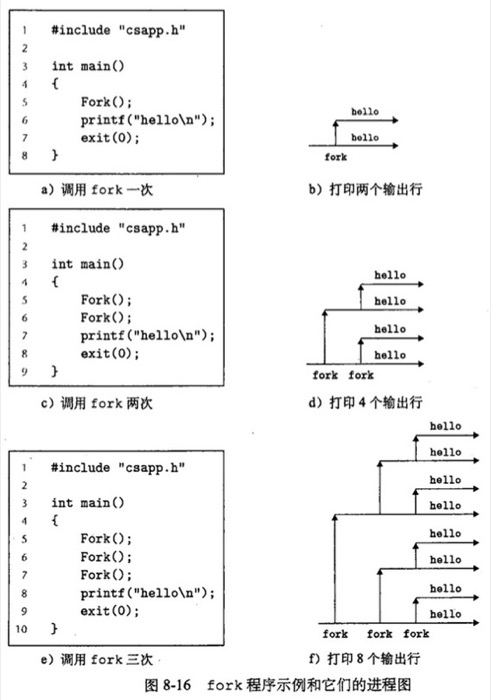 1 #include "csapp.h"
2
3 int main()
4 {
5 Fork();
6 printf("hello\n");
7 exit(0);
8 }
hello
hello
fork
a）调用 fork 一次
b）打印两个输出行
1 #include "csapp.h"
2
3 int main()
4 {
5 Fork();
6 Fork();
7 printf("hello\n");
8 exit(0);
9 }
hello
hello
hello
hello
fork fork
c）调用 fork 两次
d）打印 4 个输出行
1 #include "csapp.h"
2
3 int main()
4 {
5 Fork();
6 Fork();
7 Fork();
8 printf("hello\n");
9 exit(0);
10 }
hello
hello
hello
hello
hello
hello
hello
hello
fork fork fork
e）调用 fork 三次
f）打印 8 个输出行
图 8-16 fork 程序示例和它们的进程图